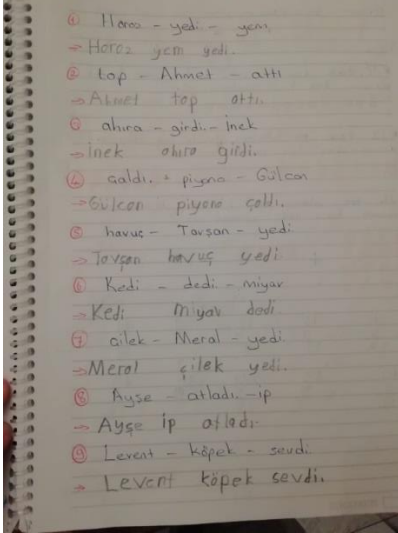 ① Horoz - yedi - yem
→ Horoz yem yedi.
② top - Ahmet - attı
→ Ahmet top attı.
③ ahıra - girdi. - İnek
→ İnek ahıra girdi.
④ çaldı. - piyano - Gülcan
→ Gülcan piyano çaldı.
⑤ havuç - Tavşan - yedi
→ Tavşan havuç yedi
⑥ Kedi - dedi - miyav
→ Kedi Miyav dedi.
⑦ çilek - Meral - yedi
→ Meral çilek yedi.
⑧ Ayşe - atladı. - ip
→ Ayşe ip atladı.
⑨ Levent - köpek - sevdi.
→ Levent köpek sevdi.